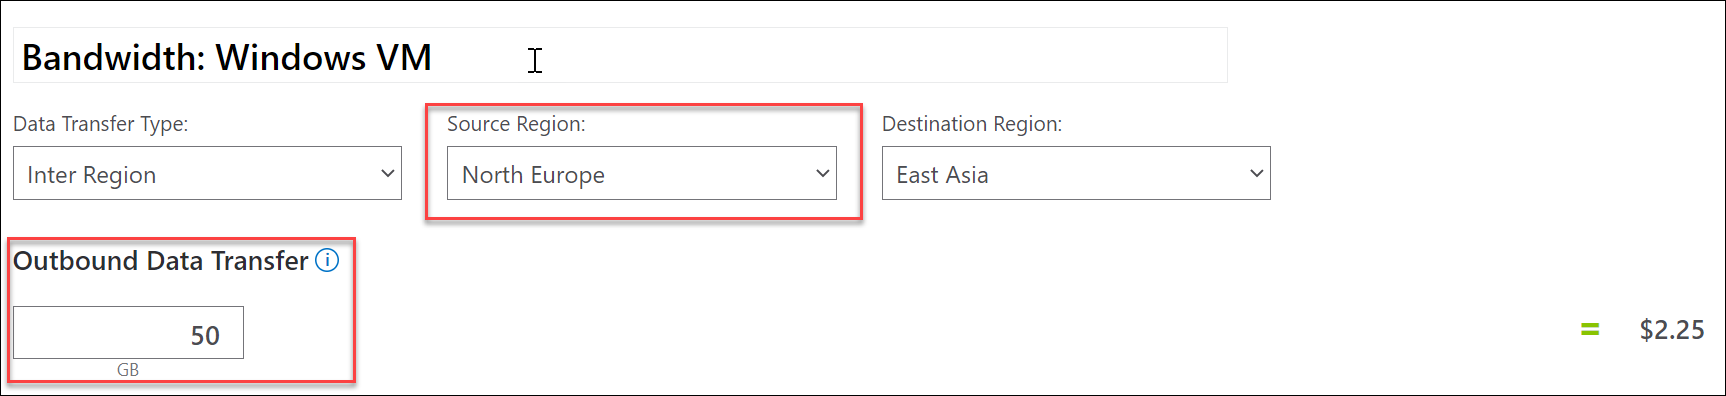 Bandwidth: Windows VM
Data Transfer Type:
Source Region:
Destination Region:
Inter Region
North Europe
East Asia
Outbound Data Transfer
50
GB
= $2.25